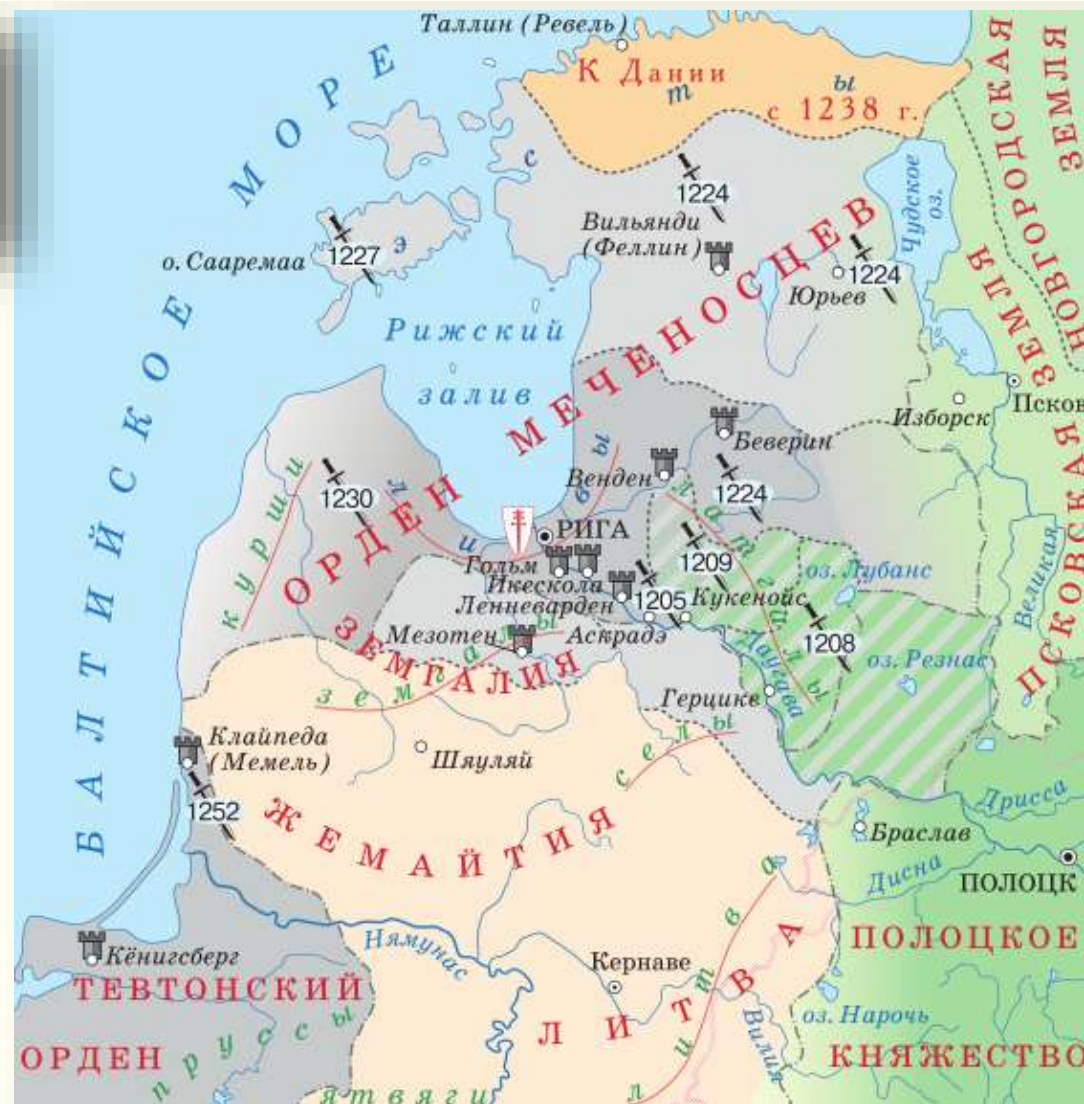 Таллин (Ревель)
К Дании
с 1238 г.
эсты
БАЛТИЙСКОЕ МОРЕ
НОВГОРОДСКАЯ
ЗЕМЛЯ
1224
Вильянди
(Феллин)
Чудское
оз.
1227
о. Сааремаа
1224
Юрьев
Рижский
залив
ОРДЕН МЕЧЕНОСЦЕВ
ПСКОВСКАЯ ЗЕМЛЯ
Изборск
Псков
Беверин
Венден
1224
1230
курши
ливы
латгалы
РИГА
Гольм
Икескола
Ленневарден
1209
1205
Кукенойс
оз. Лубанс
Великая
Мезотен
Аскрадэ
1208
ЗЕМГАЛИЯ
земгалы
оз. Резнас
Даугава
Герцике
селы
Клайпеда
(Мемель)
Шяуляй
1252
ЖЕМАЙТИЯ
Дрисса
Браслав
Дисна
ПОЛОЦК
Нямунас
Кёнигсберг
ТЕВТОНСКИЙ
ОРДЕН
пруссы
Кернаве
ЛИТВА
литва
Вилия
ПОЛОЦКОЕ
КНЯЖЕСТВО
оз. Нарочь
ятвяги